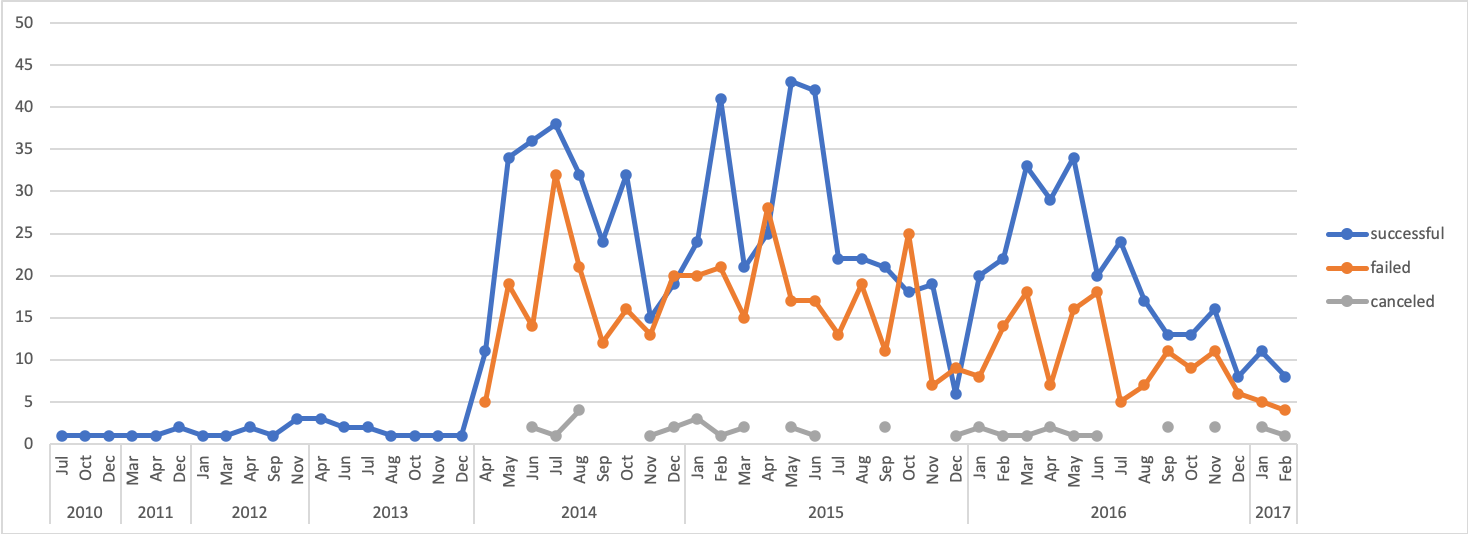 50
45
40
35
30
25
20
15
10
5
0
successful
failed
canceled
Jul Oct Dec Mar Apr Dec Jan Mar Apr Sep Nov Apr Jun Jul Aug Oct Nov Dec Apr May Jun Jul Aug Sep Oct Nov Dec Jan Feb Mar Apr May Jun Jul Aug Sep Oct Nov Dec Jan Feb Mar Apr May Jun Jul Aug Sep Oct Nov Dec Jan Feb
2010 2011 2012 2013 2014 2015 2016 2017